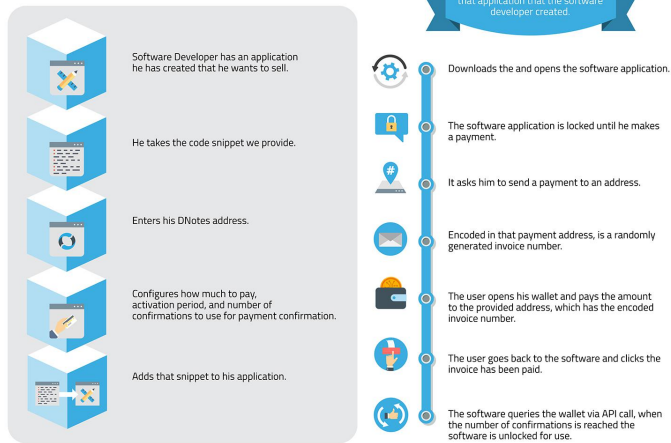 that application that the software
developer created.
Software Developer has an application
he has created that he wants to sell.
He takes the code snippet we provide.
Enters his DNotes address.
Configures how much to pay,
activation period, and number of
confirmations to use for payment confirmation.
Adds that snippet to his application.
Downloads the and opens the software application.
The software application is locked until he makes
a payment.
#
It asks him to send a payment to an address.
Encoded in that payment address, is a randomly
generated invoice number.
The user opens his wallet and pays the amount
to the provided address, which has the encoded
invoice number.
The user goes back to the software and clicks the
invoice has been paid.
The software queries the wallet via API call, when
the number of confirmations is reached the
software is unlocked for use.